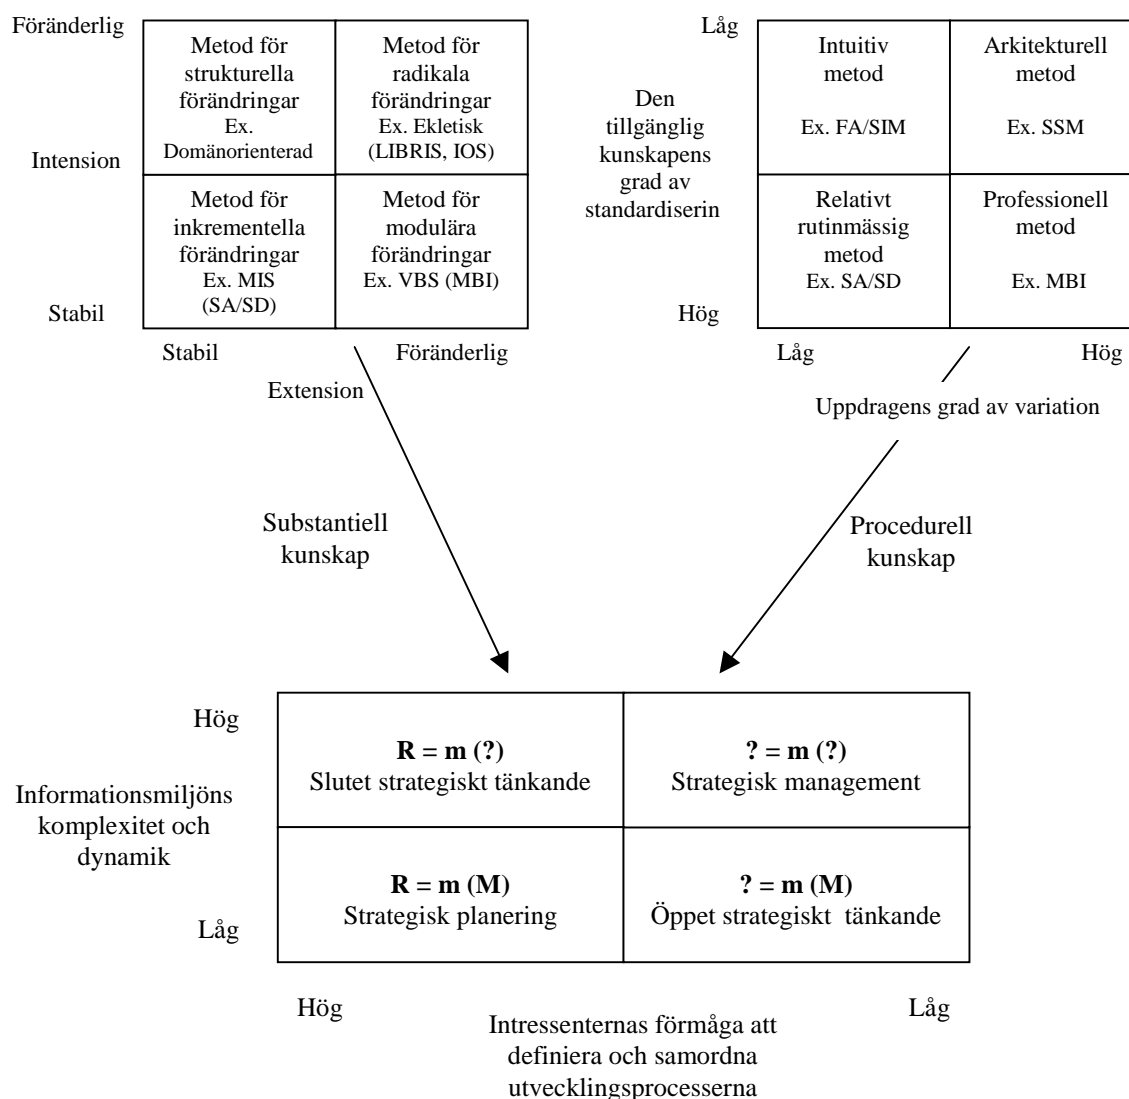 Föränderlig
Metod för
strukturella
förändringar
Ex.
Domänorienterad
Metod för
radikala
förändringar
Ex. Ekletisk
(LIBRIS, IOS)
Intension
Metod för
inkrementella
förändringar
Ex. MIS
(SA/SD)
Metod för
modulära
förändringar
Ex. VBS (MBI)
Stabil
Stabil
Föränderlig
Extension
Låg
Intuitiv
metod
Ex. FA/SIM
Arkitekturell
metod
Ex. SSM
Den
tillgänglig
kunskapens
grad av
standardiserin
Relativt
rutinmässig
metod
Ex. SA/SD
Professionell
metod
Ex. MBI
Hög
Låg
Hög
Uppdragens grad av variation
Substantiell
kunskap
Procedurell
kunskap
Hög
R = m (?)
Slutet strategiskt tänkande
? = m (?)
Strategisk management
Informationsmiljöns
komplexitet och
dynamik
R = m (M)
Strategisk planering
? = m (M)
Öppet strategiskt tänkande
Låg
Hög
Låg
Intressenternas förmåga att
definiera och samordna
utvecklingsprocesserna